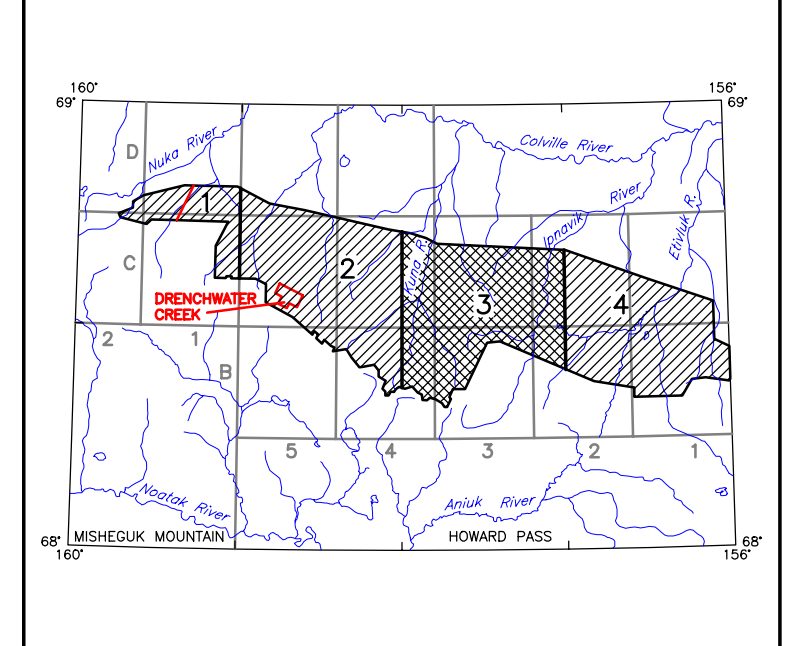 160°
156°
69°
69°
D
Nuka River
Colville River
1
Ipnavik River
Etivluk R.
Kuna R.
C
2
3
4
DRENCHWATER
CREEK
2
1
B
5
4
3
2
1
Noatak River
Aniuk River
68°
MISHEGUK MOUNTAIN
HOWARD PASS
68°
160°
156°